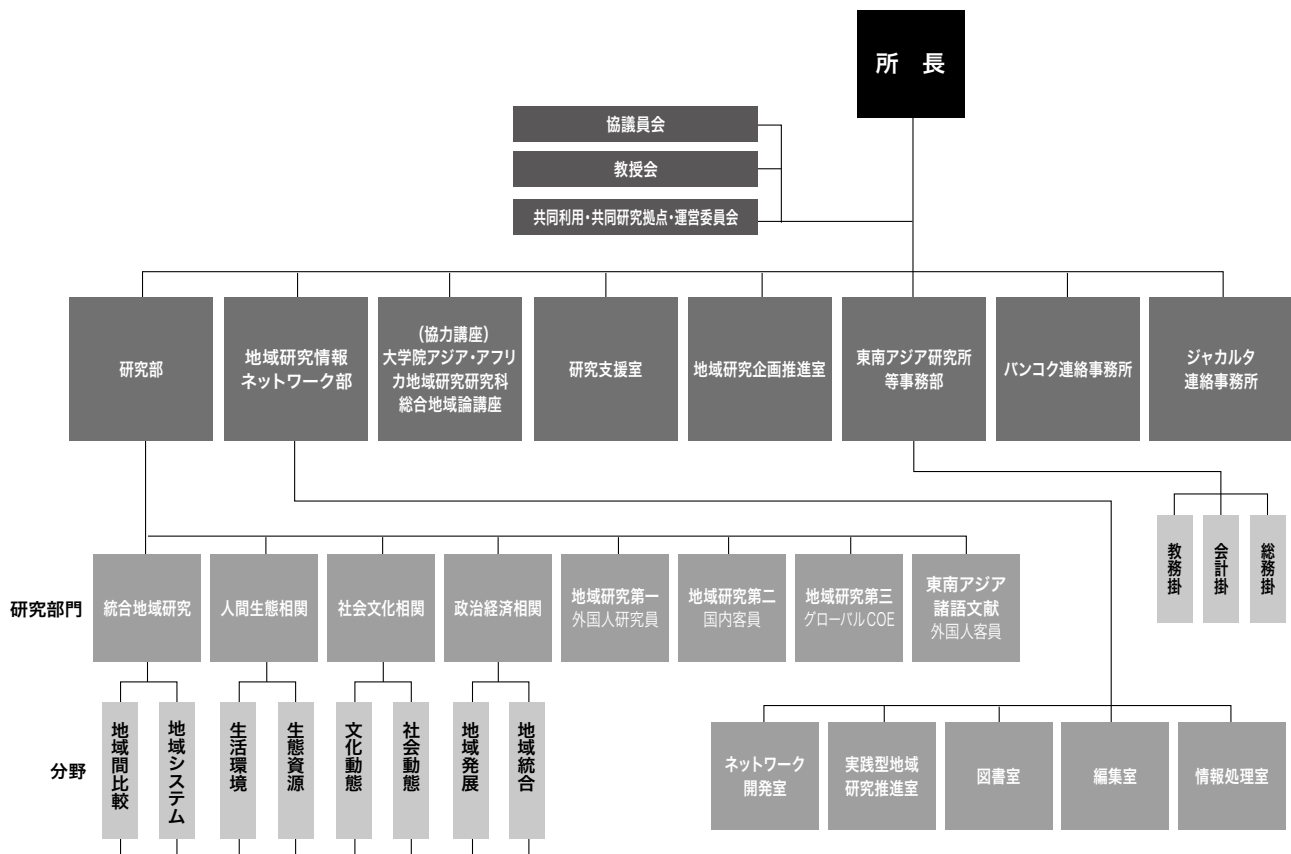 所 長
協議員会
教授会
共同利用・共同研究拠点・運営委員会
研究部
地域研究情報
ネットワーク部
（協力講座）
大学院アジア・アフリ
カ地域研究研究科
総合地域論講座
研究支援室
地域研究企画推進室
東南アジア研究所
等事務部
バンコク連絡事務所
ジャカルタ
連絡事務所
教務掛
会計掛
総務掛
研究部門
統合地域研究
人間生態相関
社会文化相関
政治経済相関
地域研究第一
外国人研究員
地域研究第二
国内客員
地域研究第三
グローバルCOE
東南アジア
諸語文献
外国人客員
分野
地域間比較
地域システム
生活環境
生態資源
文化動態
社会動態
地域発展
地域統合
ネットワーク
開発室
実践型地域
研究推進室
図書室
編集室
情報処理室